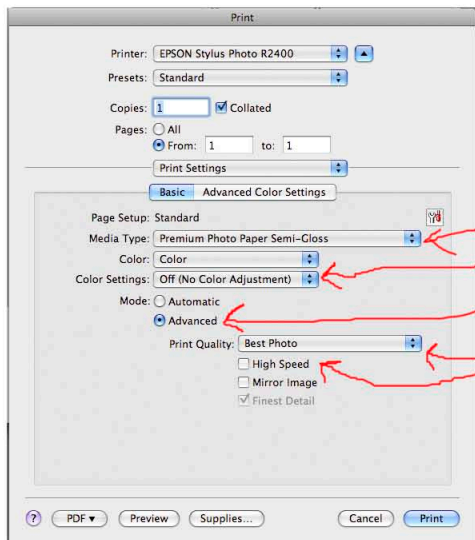 Print
Printer: EPSON Stylus Photo R2400
Presets: Standard
Copies: 1 Collated
Pages: All
From: 1 to: 1
Print Settings
Basic Advanced Color Settings
Page Setup: Standard
Media Type: Premium Photo Paper Semi-Gloss
Color: Color
Color Settings: Off (No Color Adjustment)
Mode: Automatic
Advanced
Print Quality: Best Photo
High Speed
Mirror Image
Finest Detail
? PDF▼ Preview Supplies... Cancel Print